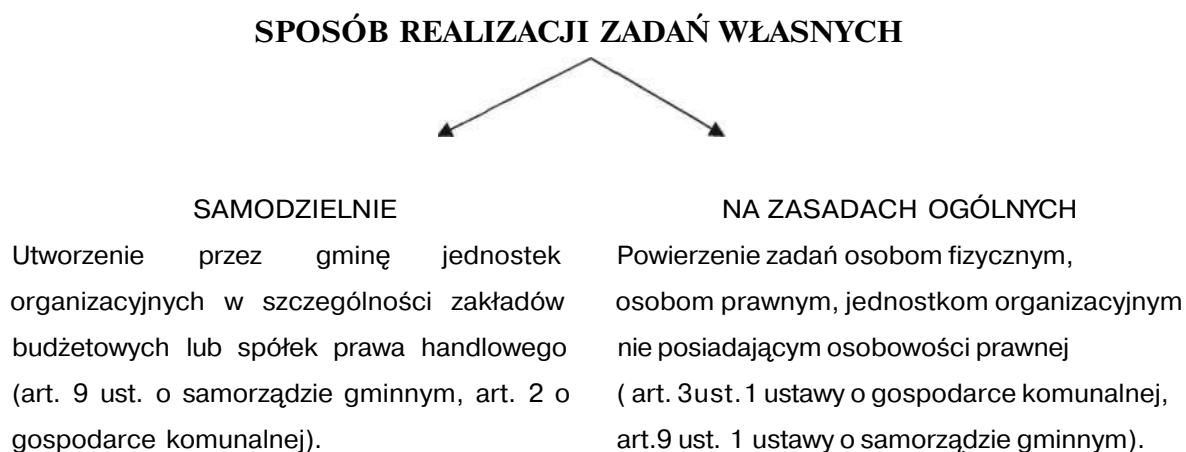 SPOSÓB REALIZACJI ZADAŃ WŁASNYCH
SAMODZIELNIE
Utworzenie przez gminę jednostek
organizacyjnych w szczególności zakładów
budżetowych lub spółek prawa handlowego
(art. 9 ust. o samorządzie gminnym, art. 2 o
gospodarce komunalnej).
NA ZASADACH OGÓLNYCH
Powierzenie zadań osobom fizycznym,
osobom prawnym, jednostkom organizacyjnym
nie posiadającym osobowości prawnej
( art. 3ust.1 ustawy o gospodarce komunalnej,
art.9 ust. 1 ustawy o samorządzie gminnym).